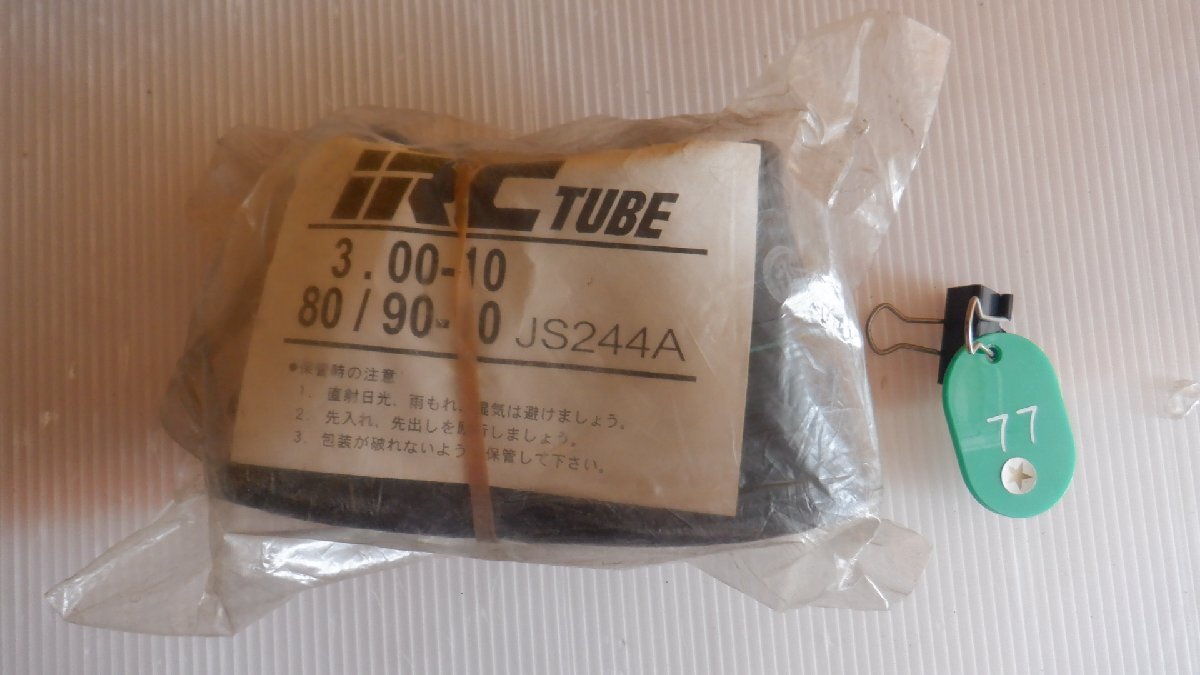 iRC TUBE
3.00-10
80/90-10 JS244A
●保管時の注意
1. 直射日光、雨もれ、湿気は避けましょう。
2. 先入れ、先出しを励行しましょう。
3. 包装が破れないよう 保管して下さい。
77